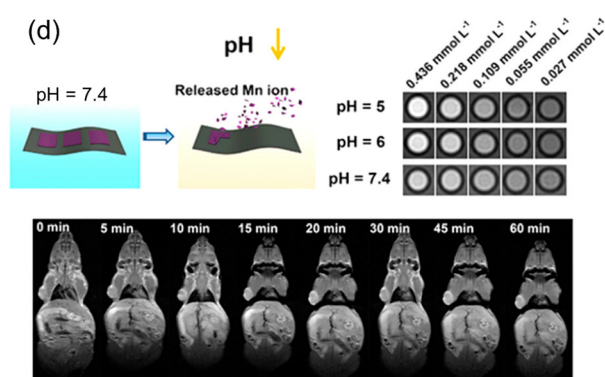 (d)
pH
pH = 7.4
Released Mn ion
0.436 mmol L⁻¹
0.218 mmol L⁻¹
0.109 mmol L⁻¹
0.055 mmol L⁻¹
0.027 mmol L⁻¹
pH = 5
pH = 6
pH = 7.4
0 min 5 min 10 min 15 min 20 min 30 min 45 min 60 min